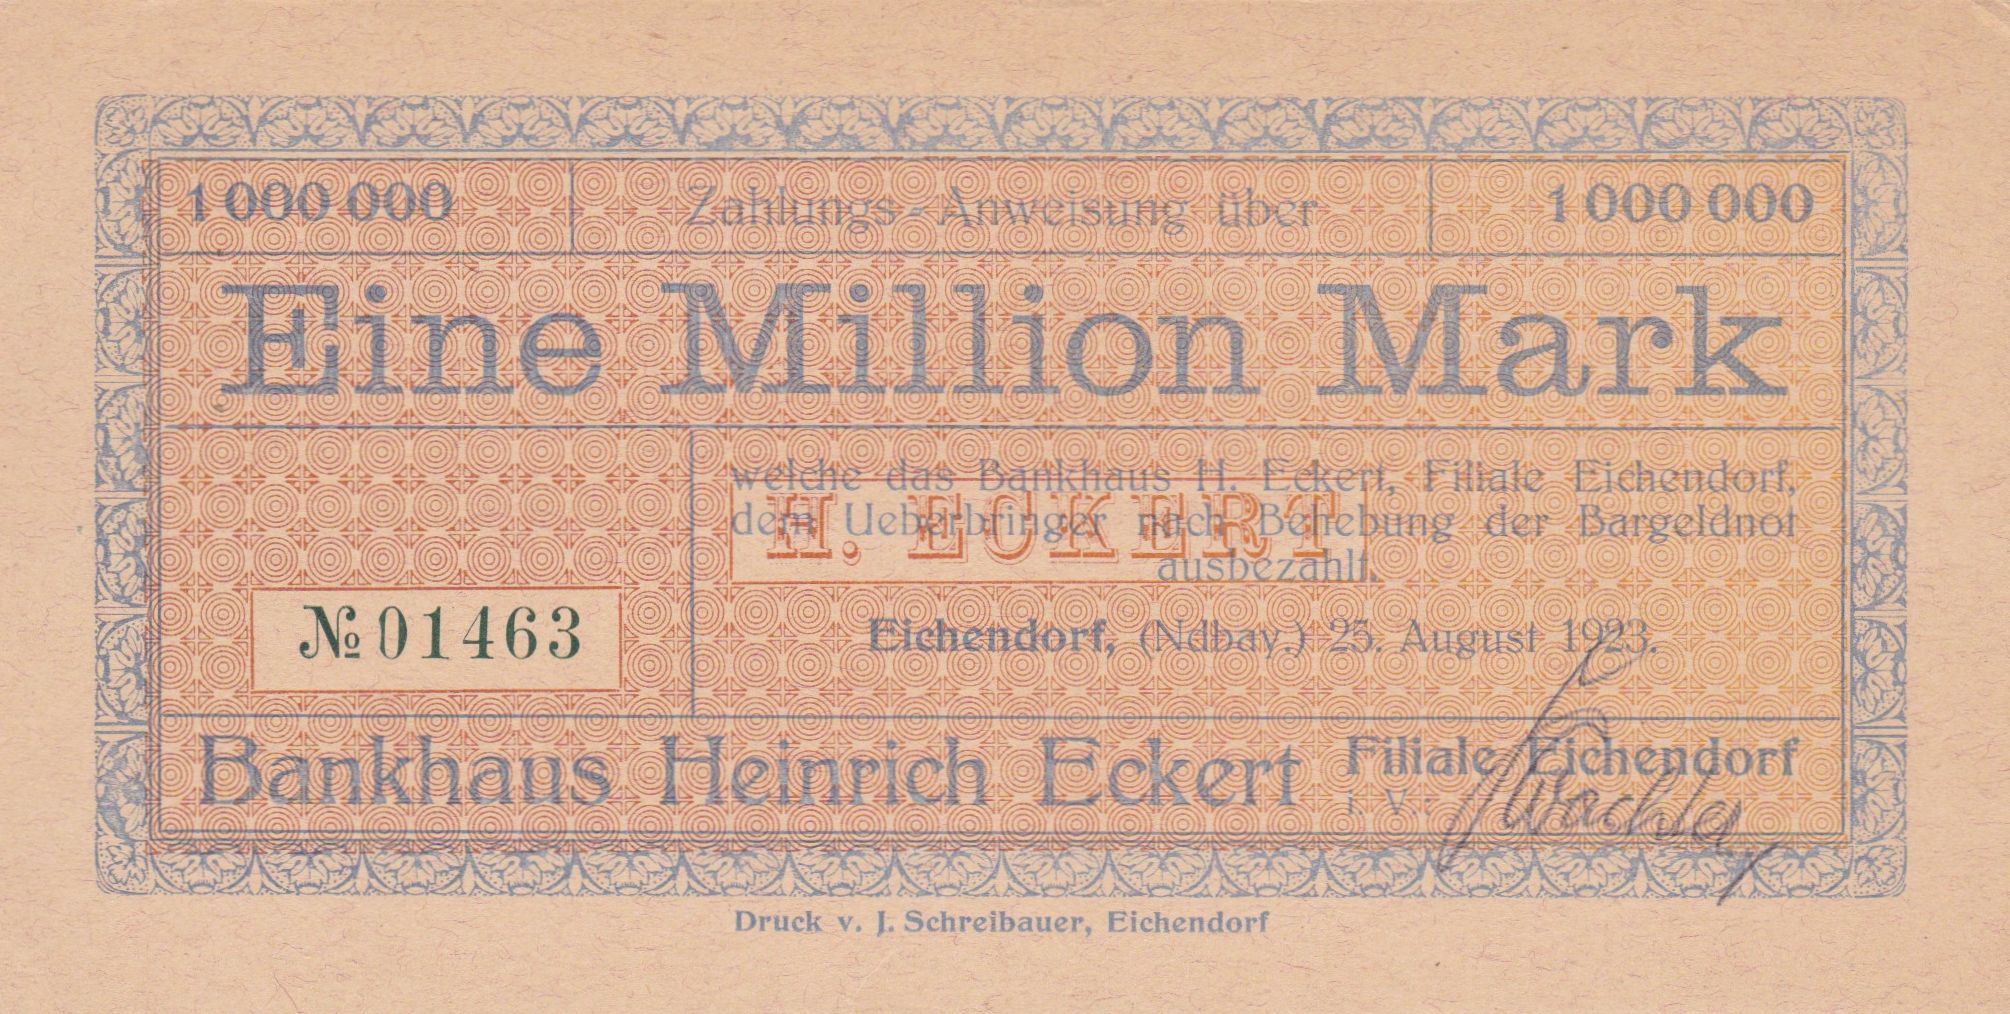 1 000 000 Zahlungs-Anweisung über 1 000 000
Eine Million Mark
welche das Bankhaus H. Eckert, Filiale Eichendorf,
dem Ueberbringer nach Behebung der Bargeldnot
ausbezahlt.
H. ECKERT
№ 01463
Eichendorf, (Ndbay.) 25. August 1923.
Bankhaus Heinrich Eckert Filiale Eichendorf
I. V.:
Druck v. J. Schreibauer, Eichendorf